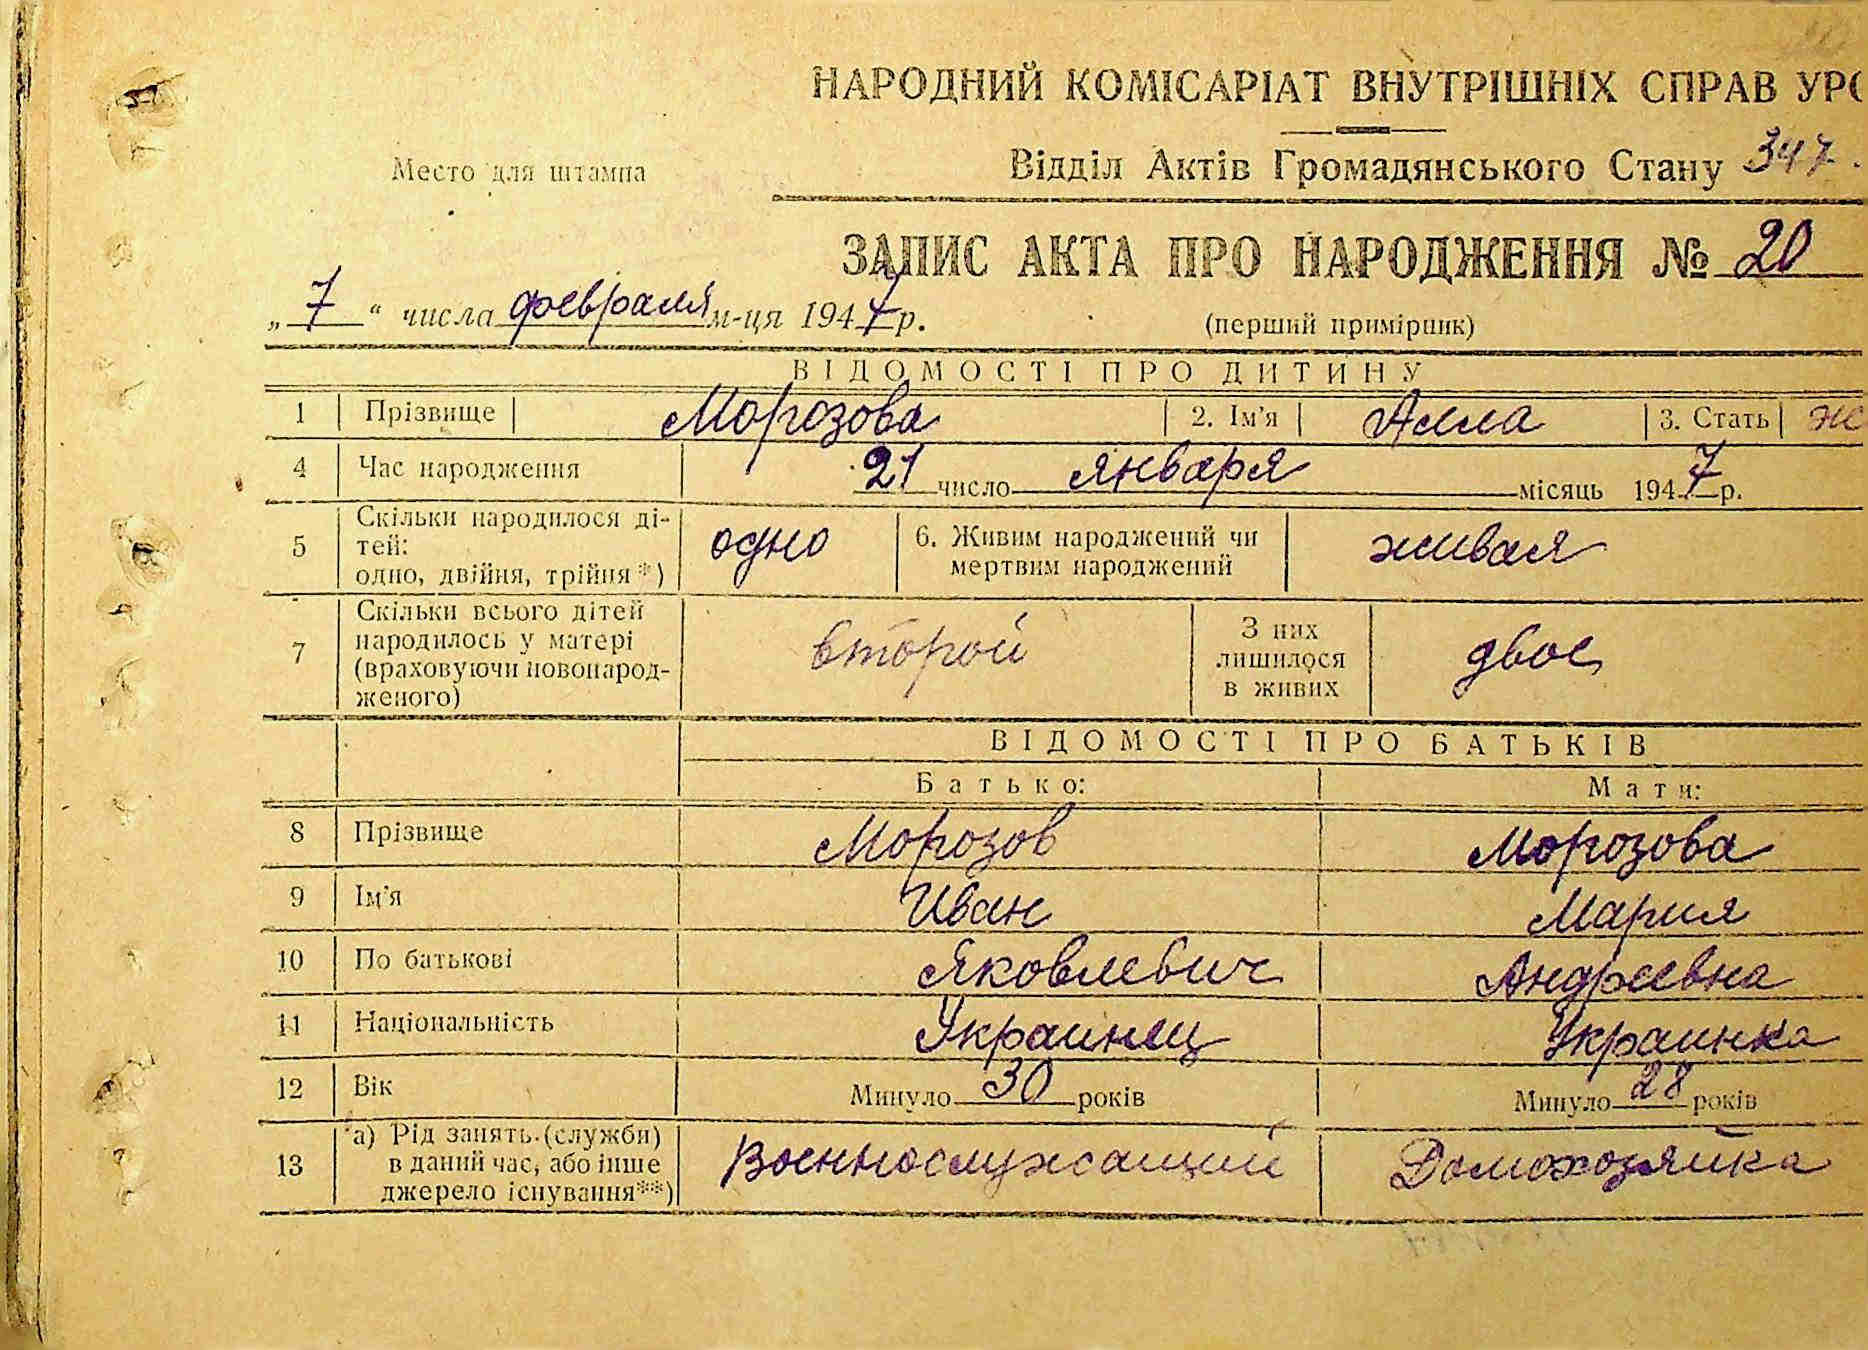 НАРОДНИЙ КОМІСАРІАТ ВНУТРІШНІХ СПРАВ УРС
Место для штампа
Відділ Актів Громадянського Стану 347
ЗАПИС АКТА ПРО НАРОДЖЕННЯ № 20
„7“ числа февраля м-ця 1947 р.
(перший примірник)
ВІДОМОСТІ ПРО ДИТИНУ
1 Прізвище Морозова 2. Ім'я Алла 3. Стать ж
4 Час народження 21 число января місяць 1947 р.
5 Скільки народилося ді-
тей:
одно, двійня, трійня*) одно 6. Живим народжений чи
мертвим народжений живая
7 Скільки всього дітей
народилось у матері
(враховуючи новонарод-
женого) второй З них
лишилося
в живих двое
ВІДОМОСТІ ПРО БАТЬКІВ
Батько: Мати:
8 Прізвище Морозов Морозова
9 Ім'я Иван Мария
10 По батькові Яковлевич Андреевна
11 Національність Украинец Украинка
12 Вік Минуло 30 років Минуло 28 років
13 а) Рід занять (служби)
в даний час, або інше
джерело існування**) Военнослужащий Домохозяйка